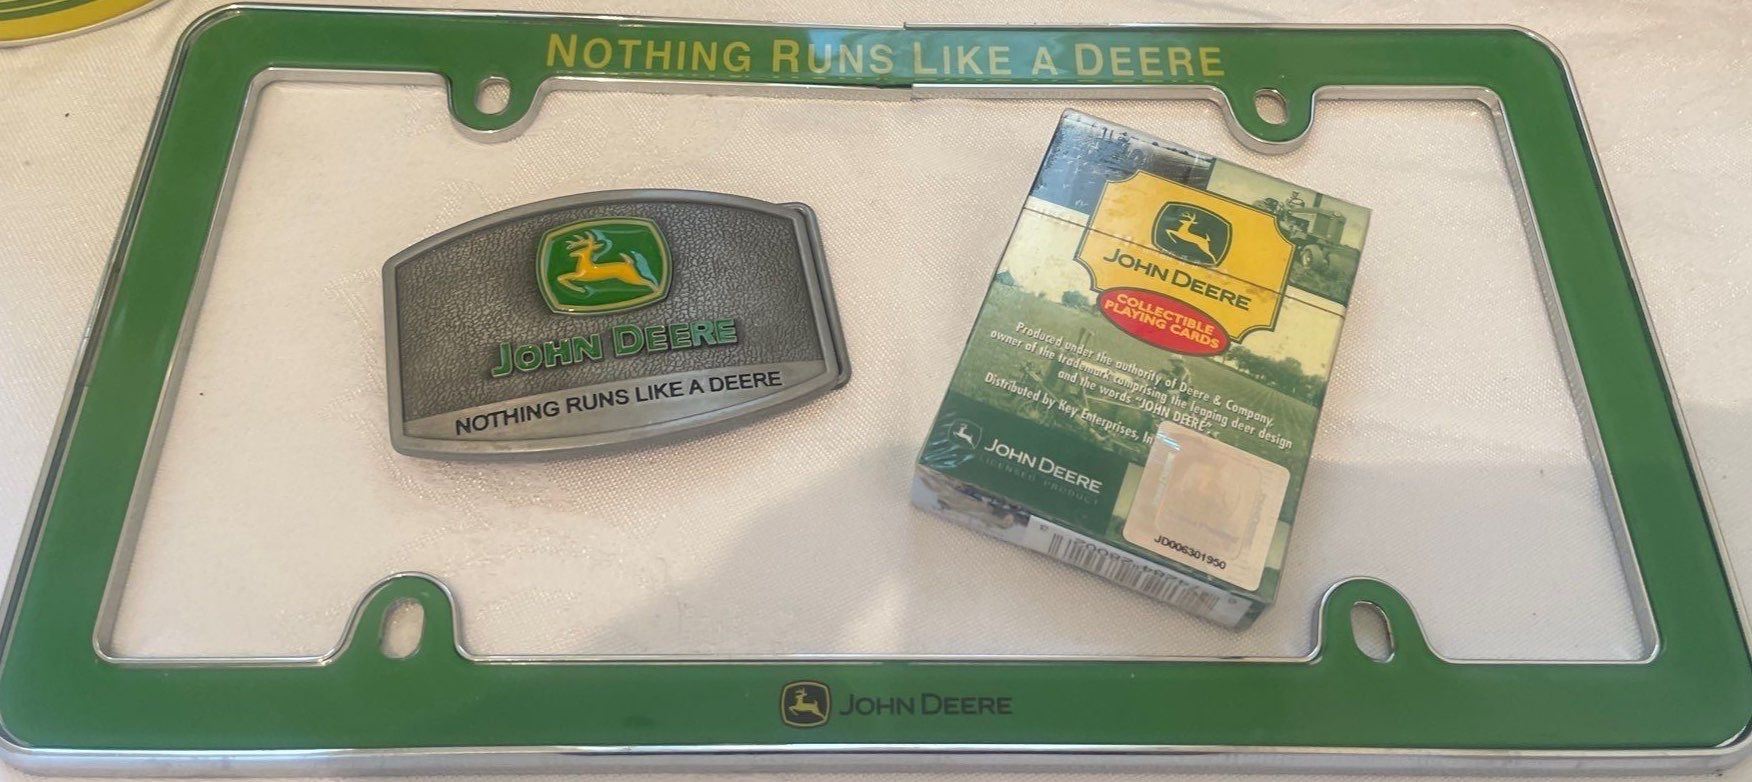 NOTHING RUNS LIKE A DEERE
JOHN DEERE
NOTHING RUNS LIKE A DEERE
JOHN DEERE
COLLECTIBLE
PLAYING CARDS
Produced under the authority of Deere & Company,
owner of the trademark comprising the leaping deer design
and the words "JOHN DEERE".
Distributed by Key Enterprises, In
JOHN DEERE
LICENSED PRODUCT
JD006301950
JOHN DEERE